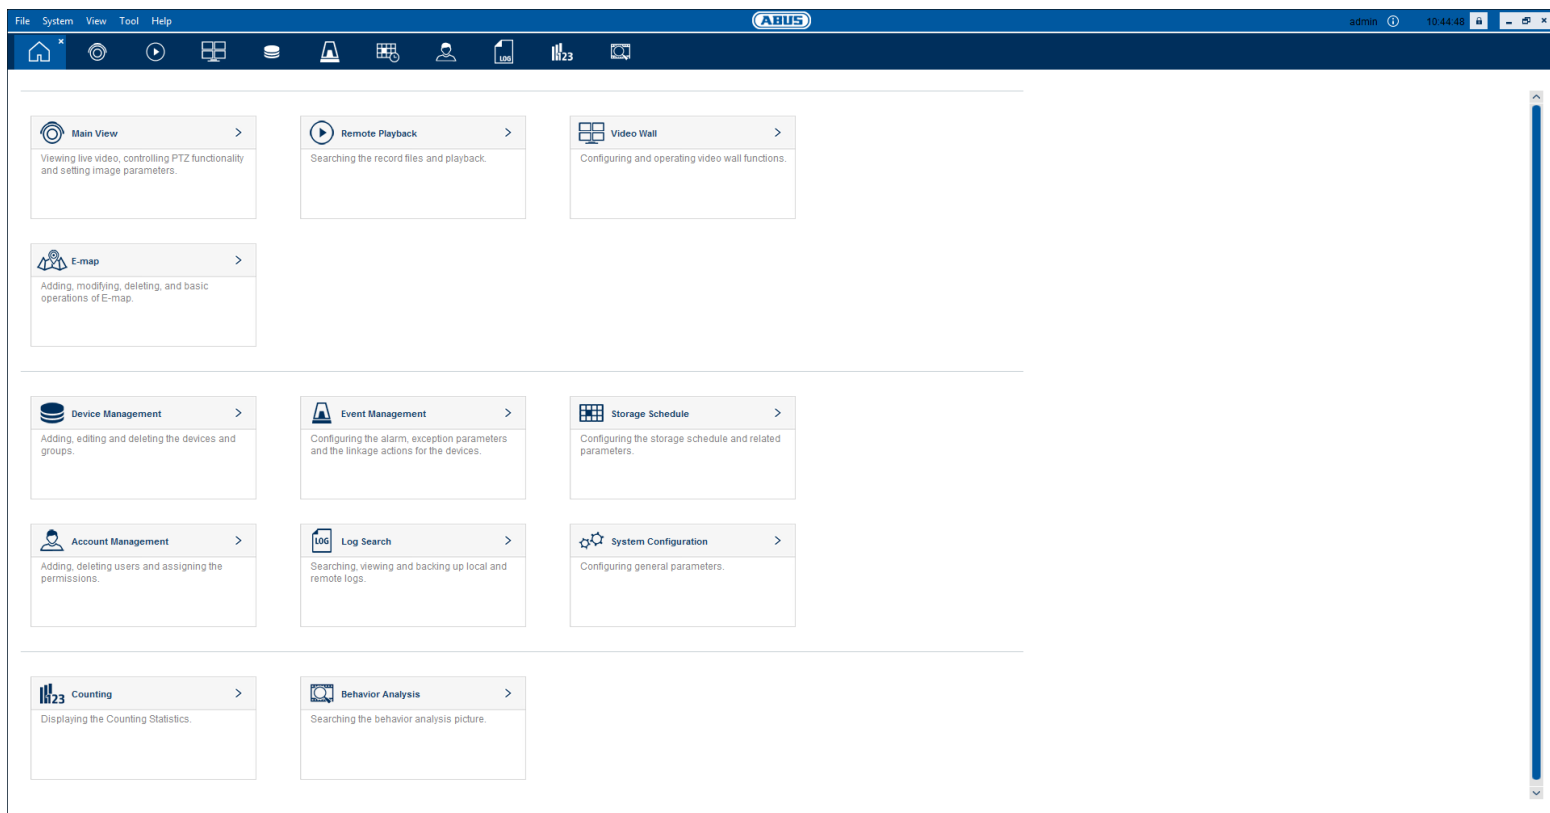 File System View Tool Help ABUS admin 10:44:48
LOG 123
Main View Remote Playback Video Wall
Viewing live video, controlling PTZ functionality
and setting image parameters.
Searching the record files and playback.
Configuring and operating video wall functions.
E-map
Adding, modifying, deleting, and basic
operations of E-map.
Device Management Event Management Storage Schedule
Adding, editing and deleting the devices and
groups.
Configuring the alarm, exception parameters
and the linkage actions for the devices.
Configuring the storage schedule and related
parameters.
Account Management LOG Log Search System Configuration
Adding, deleting users and assigning the
permissions.
Searching, viewing and backing up local and
remote logs.
Configuring general parameters.
123 Counting Behavior Analysis
Displaying the Counting Statistics.
Searching the behavior analysis picture.